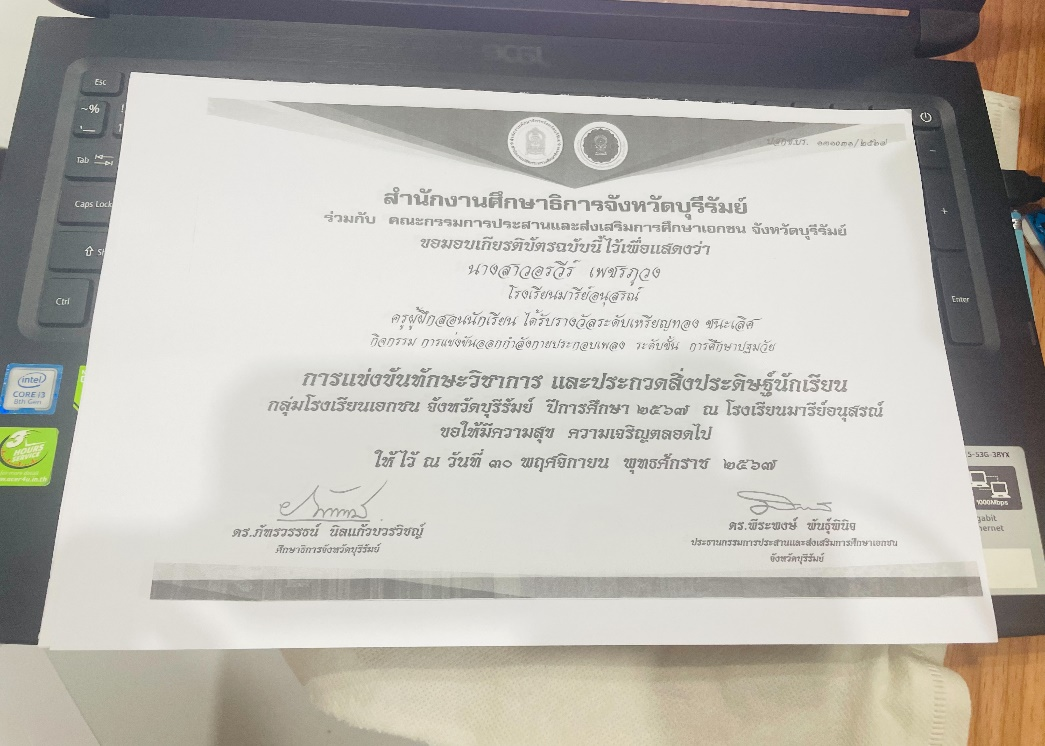 acer
Esc
~%
Tab
Caps Lock
Ctrl
Enter
สำนักงานศึกษาธิการจังหวัดบุรีรัมย์
ร่วมกับ คณะกรรมการประสานและส่งเสริมการศึกษาเอกชน จังหวัดบุรีรัมย์
ขอมอบเกียรติบัตรฉบับนี้ไว้เพื่อแสดงว่า
นางสาวอรวีร์ เพชรภูวง
โรงเรียนมารีย์อนุสรณ์
ครูผู้ฝึกสอนนักเรียน ได้รับรางวัลระดับเหรียญทอง ชนะเลิศ
กิจกรรม การแข่งขันออกกำลังกายประกอบเพลง ระดับชั้น การศึกษาปฐมวัย
การแข่งขันทักษะวิชาการ และประกวดสิ่งประดิษฐ์นักเรียน
กลุ่มโรงเรียนเอกชน จังหวัดบุรีรัมย์ ปีการศึกษา ๒๕๖๗ ณ โรงเรียนมารีย์อนุสรณ์
ขอให้มีความสุข ความเจริญตลอดไป
ให้ไว้ ณ วันที่ ๓๐ พฤศจิกายน พุทธศักราช ๒๕๖๗
ดร.ภัทรวรรธน์ นิลแก้วบวรวิชญ์
ศึกษาธิการจังหวัดบุรีรัมย์
ดร.พีระพงษ์ พันธุ์พินิจ
ประธานกรรมการประสานและส่งเสริมการศึกษาเอกชน
จังหวัดบุรีรัมย์
intel
CORE i3
8th Gen
3
HOURS
SERVICE
1000Mbps